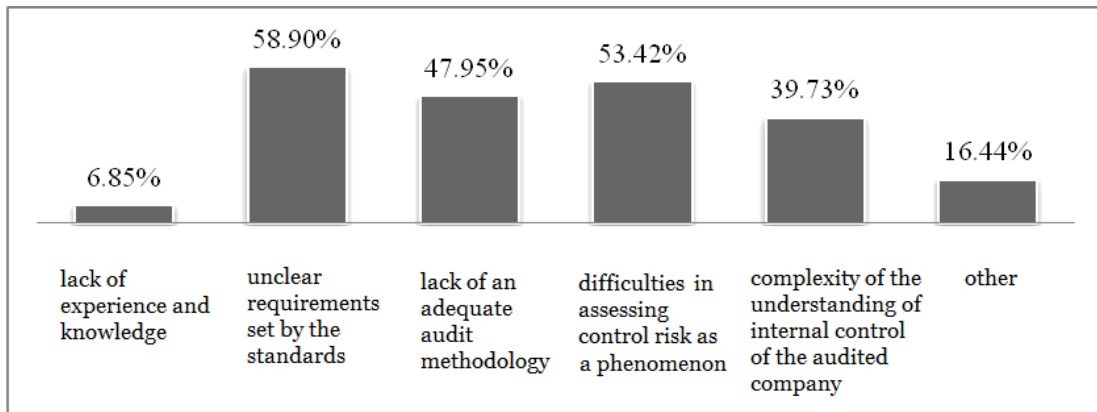 58.90%
53.42%
47.95%
39.73%
16.44%
6.85%
lack of
experience and
knowledge
unclear
requirements
set by the
standards
lack of an
adequate
audit
methodology
difficulties in
assessing
control risk as
a phenomenon
complexity of the
understanding of
internal control
of the audited
company
other